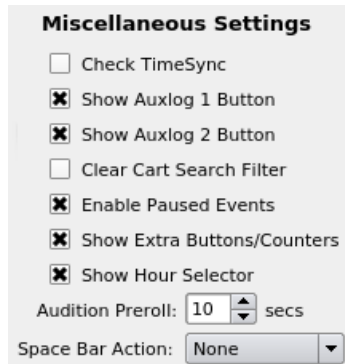 Miscellaneous Settings
Check TimeSync
Show Auxlog 1 Button
Show Auxlog 2 Button
Clear Cart Search Filter
Enable Paused Events
Show Extra Buttons/Counters
Show Hour Selector
Audition Preroll: 10 secs
Space Bar Action: None